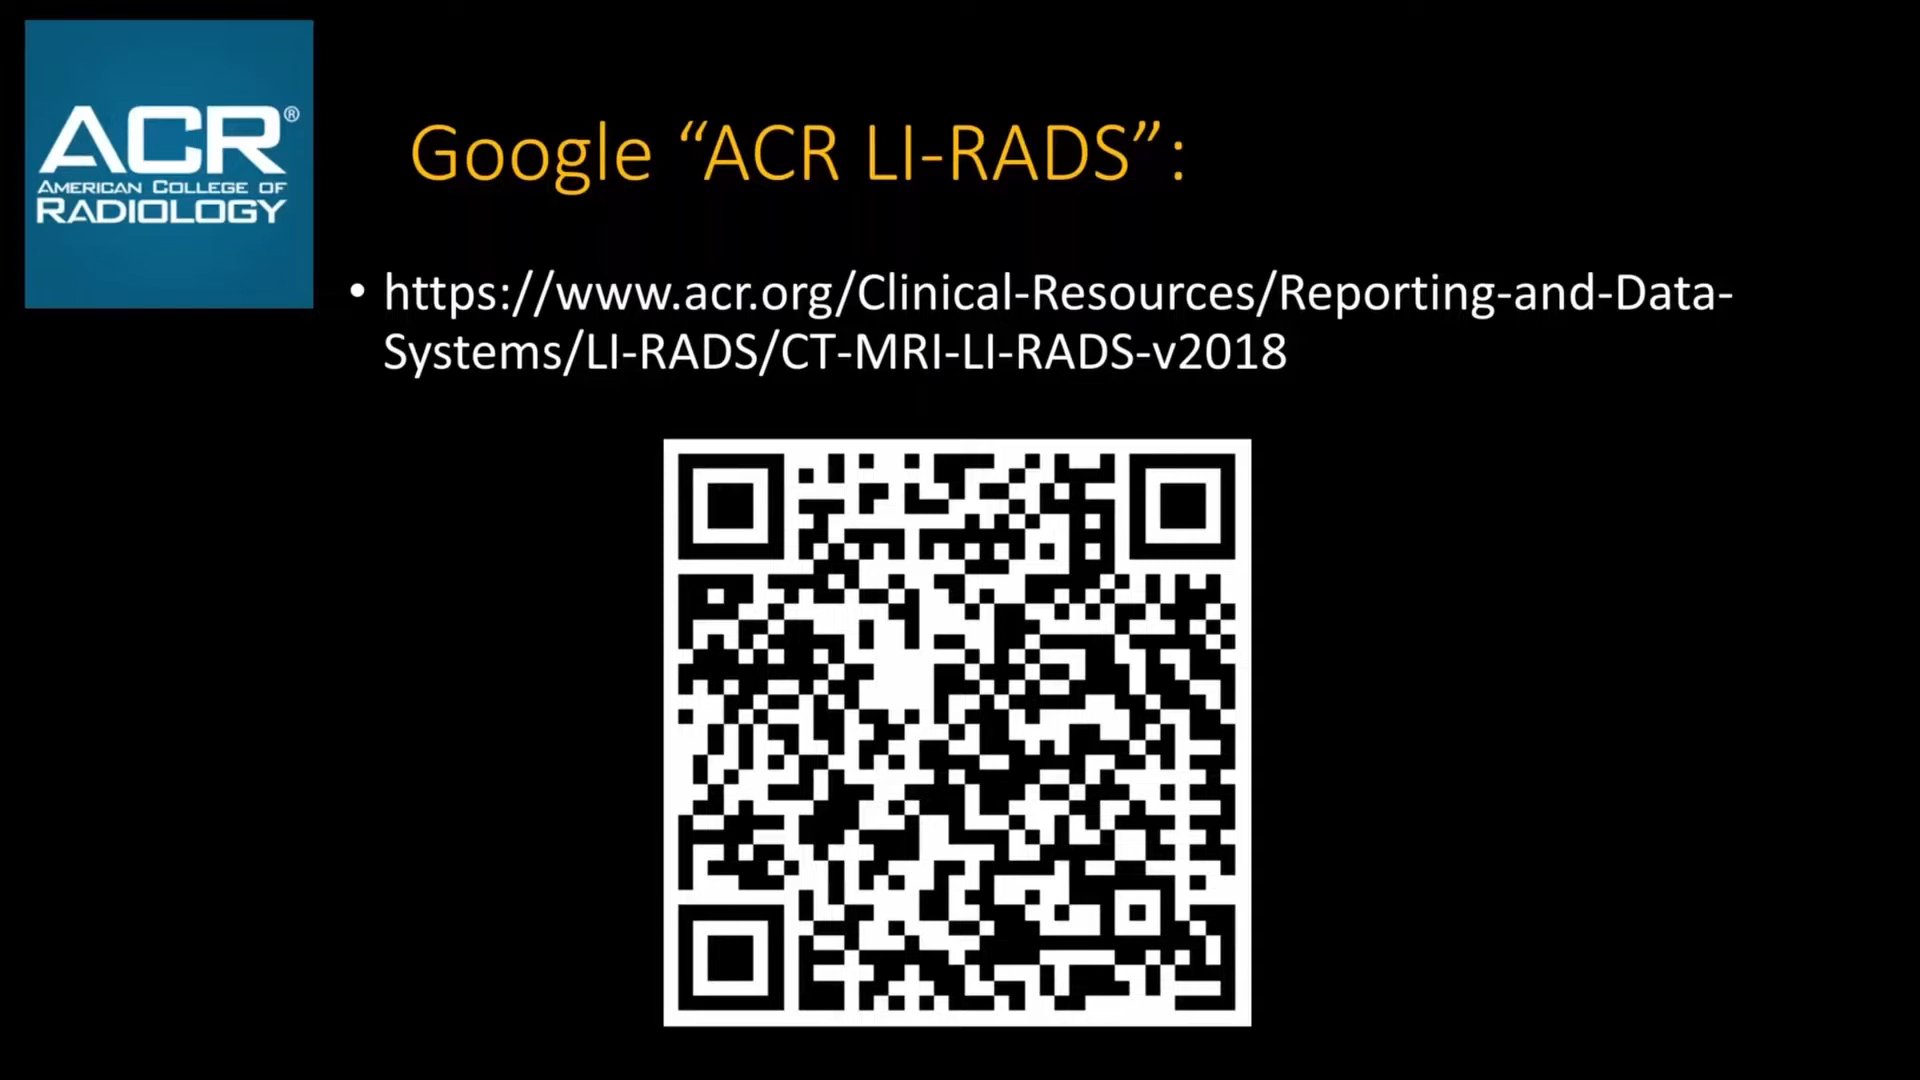 ACR®
AMERICAN COLLEGE OF
RADIOLOGY
Google “ACR LI-RADS”:
• https://www.acr.org/Clinical-Resources/Reporting-and-Data-
Systems/LI-RADS/CT-MRI-LI-RADS-v2018